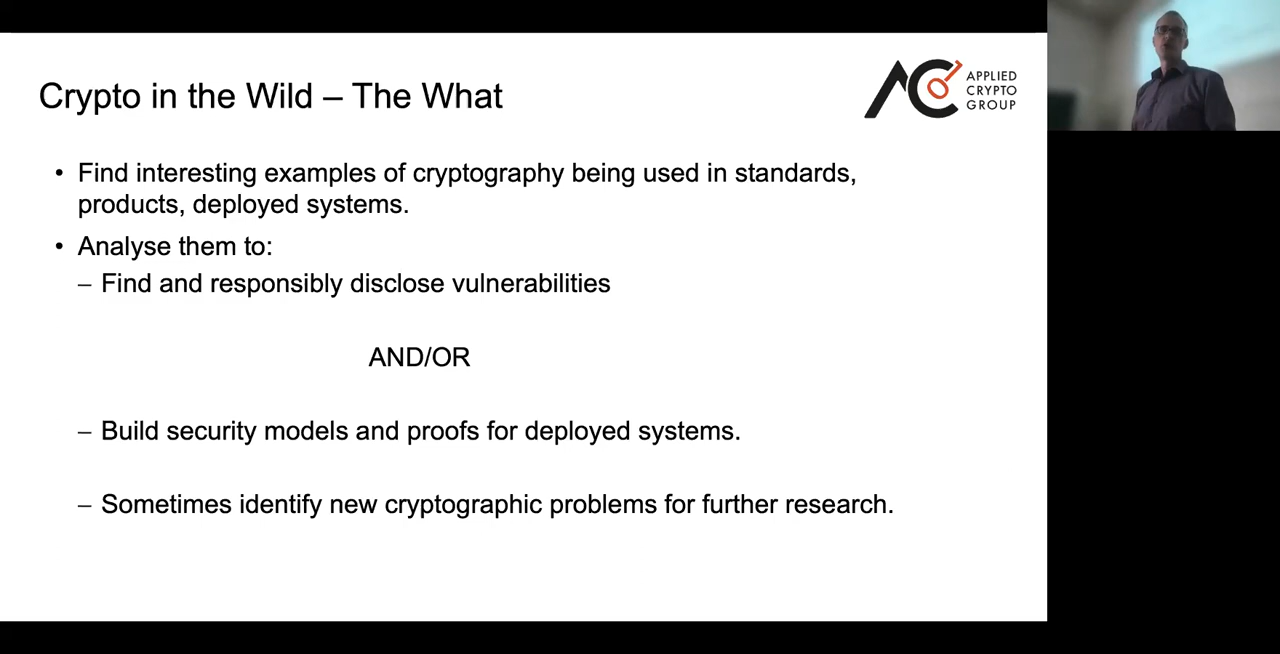 Crypto in the Wild – The What
APPLIED
CRYPTO
GROUP
• Find interesting examples of cryptography being used in standards,
products, deployed systems.
• Analyse them to:
– Find and responsibly disclose vulnerabilities
AND/OR
– Build security models and proofs for deployed systems.
– Sometimes identify new cryptographic problems for further research.